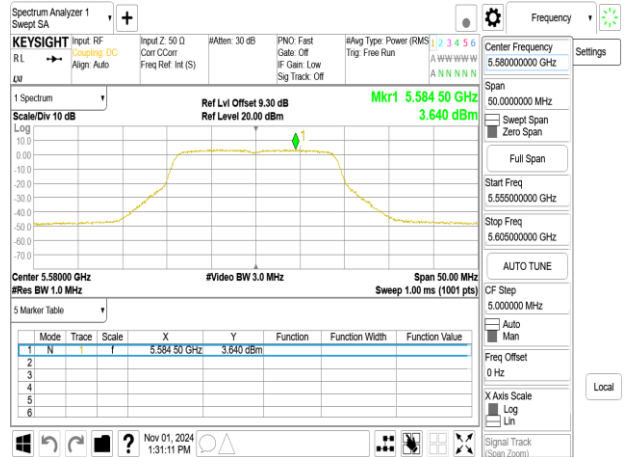 Spectrum Analyzer 1
Swept SA
+
Frequency
KEYSIGHT
RL
Input: RF
Coupling: DC
Align: Auto
Input Z: 50 Ω
Corr CCorr
Freq Ref: Int (S)
#Atten: 30 dB
PNO: Fast
Gate: Off
IF Gain: Low
Sig Track: Off
#Avg Type: Power (RMS
Trig: Free Run
1 2 3 4 5 6
A W W W W W
A N N N N N
Center Frequency
5.580000000 GHz
Settings
Span
50.0000000 MHz
Swept Span
Zero Span
Full Span
Start Freq
5.555000000 GHz
Stop Freq
5.605000000 GHz
AUTO TUNE
CF Step
5.000000 MHz
Auto
Man
Freq Offset
0 Hz
X Axis Scale
Log
Lin
Signal Track
(Span Zoom)
Local
1 Spectrum
Scale/Div 10 dB
Ref Lvl Offset 9.30 dB
Ref Level 20.00 dBm
Mkr1 5.584 50 GHz
3.640 dBm
Log
10.0
0.00
-10.0
-20.0
-30.0
-40.0
-50.0
-60.0
-70.0
1
Center 5.58000 GHz
#Res BW 1.0 MHz
#Video BW 3.0 MHz
Span 50.00 MHz
Sweep 1.00 ms (1001 pts)
5 Marker Table
Mode Trace Scale X Y Function Function Width Function Value
1 N 1 f 5.584 50 GHz 3.640 dBm
2
3
4
5
6
?
Nov 01, 2024
1:31:11 PM